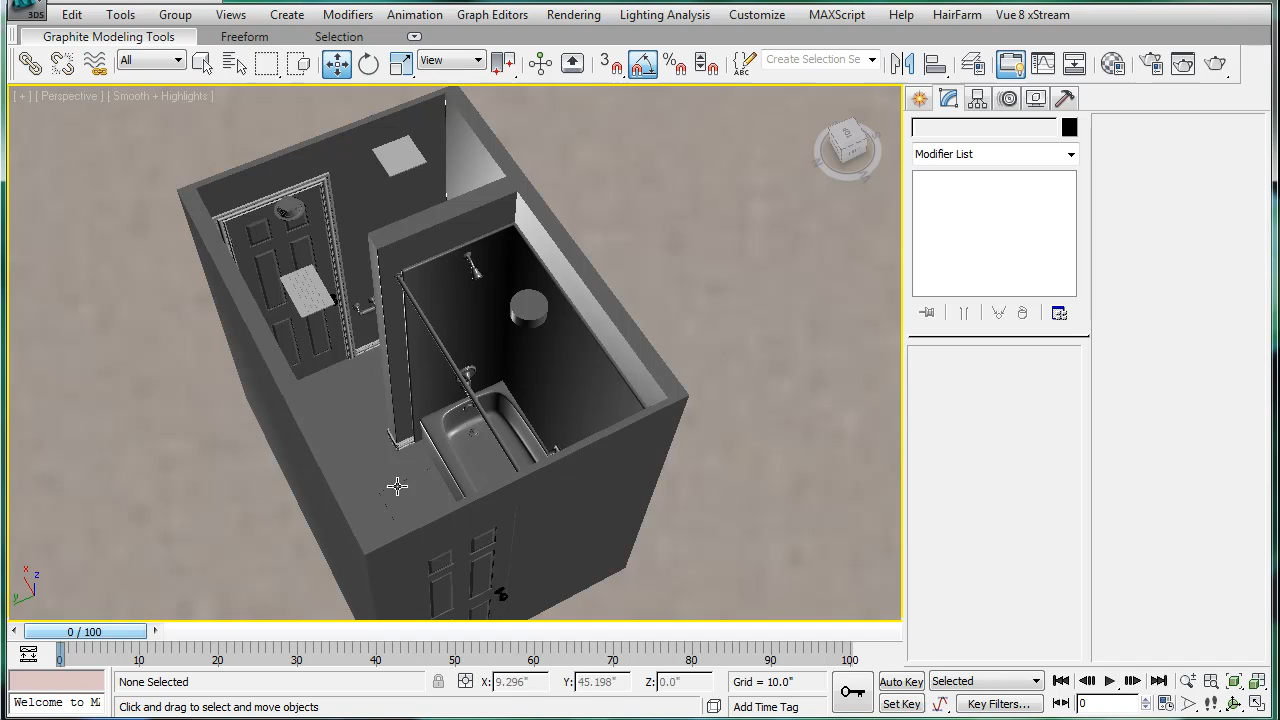 3DS Edit Tools Group Views Create Modifiers Animation Graph Editors Rendering Lighting Analysis Customize MAXScript Help HairFarm Vue 8 xStream
Graphite Modeling Tools Freeform Selection
All View 3 % ABC Create Selection Se
[ + ] [ Perspective ] [ Smooth + Highlights ]
Modifier List
x
z
y
0 / 100
0 10 20 30 40 50 60 70 80 90 100
None Selected X: 9.296" Y: 45.198" Z: 0.0" Grid = 10.0" Auto Key Selected
Welcome to M Click and drag to select and move objects Add Time Tag Set Key Key Filters... 0